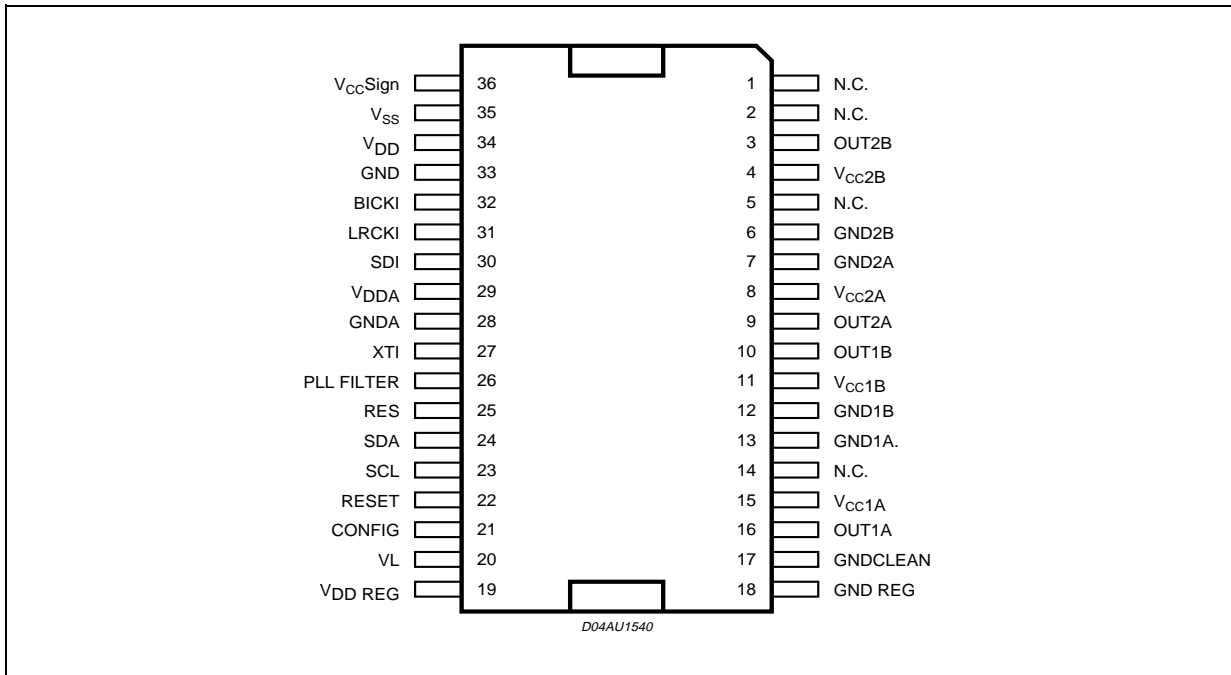 VCCSign 36 1 N.C.
VSS 35 2 N.C.
VDD 34 3 OUT2B
GND 33 4 VCC2B
BICKI 32 5 N.C.
LRCKI 31 6 GND2B
SDI 30 7 GND2A
VDDA 29 8 VCC2A
GNDA 28 9 OUT2A
XTI 27 10 OUT1B
PLL FILTER 26 11 VCC1B
RES 25 12 GND1B
SDA 24 13 GND1A.
SCL 23 14 N.C.
RESET 22 15 VCC1A
CONFIG 21 16 OUT1A
VL 20 17 GNDCLEAN
VDD REG 19 18 GND REG
D04AU1540